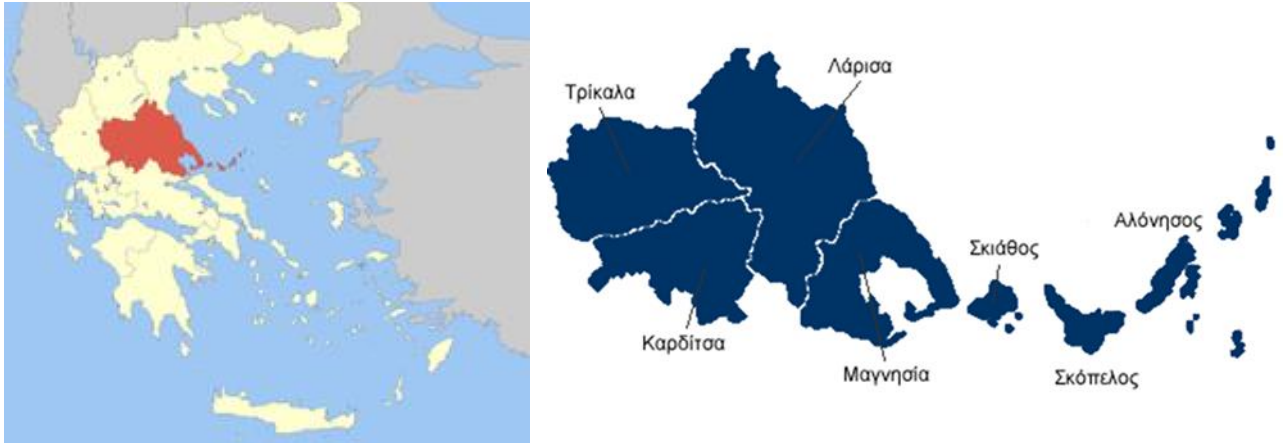 Λάρισα
Τρίκαλα
Αλόνησος
Σκιάθος
Καρδίτσα
Μαγνησία
Σκόπελος